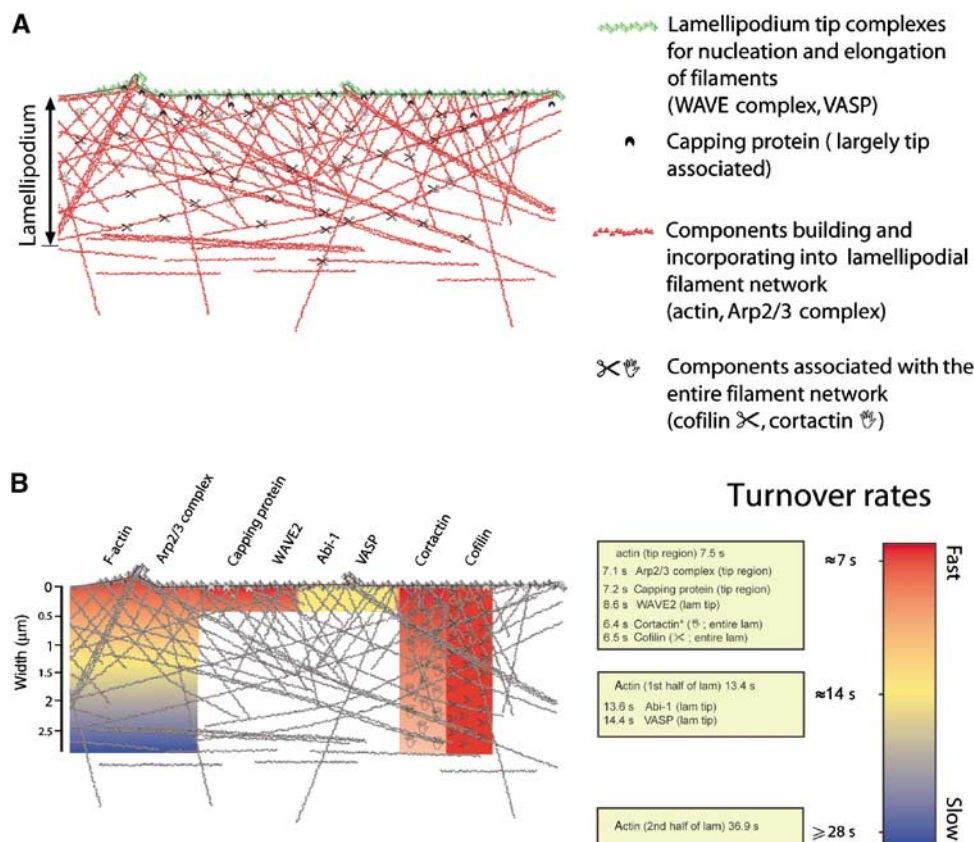 A
Lamellipodium
Lamellipodium tip complexes
for nucleation and elongation
of filaments
(WAVE complex, VASP)
Capping protein ( largely tip
associated)
Components building and
incorporating into lamellipodial
filament network
(actin, Arp2/3 complex)
Components associated with the
entire filament network
(cofilin ✂, cortactin 🖑)
B
F-actin
Arp2/3 complex
Capping protein
WAVE2
Abi-1
VASP
Cortactin
Cofilin
Width (μm)
0
0.5
1
1.5
2
2.5
Turnover rates
actin (tip region) 7.5 s
7.1 s Arp2/3 complex (tip region)
7.2 s Capping protein (tip region)
8.6 s WAVE2 (lam tip)
6.4 s Cortactin* (🖑 ; entire lam)
6.5 s Cofilin (✂ ; entire lam)
≈7 s
Actin (1st half of lam) 13.4 s
13.6 s Abi-1 (lam tip)
14.4 s VASP (lam tip)
≈14 s
Actin (2nd half of lam) 36.9 s
⩾28 s
Fast
Slow